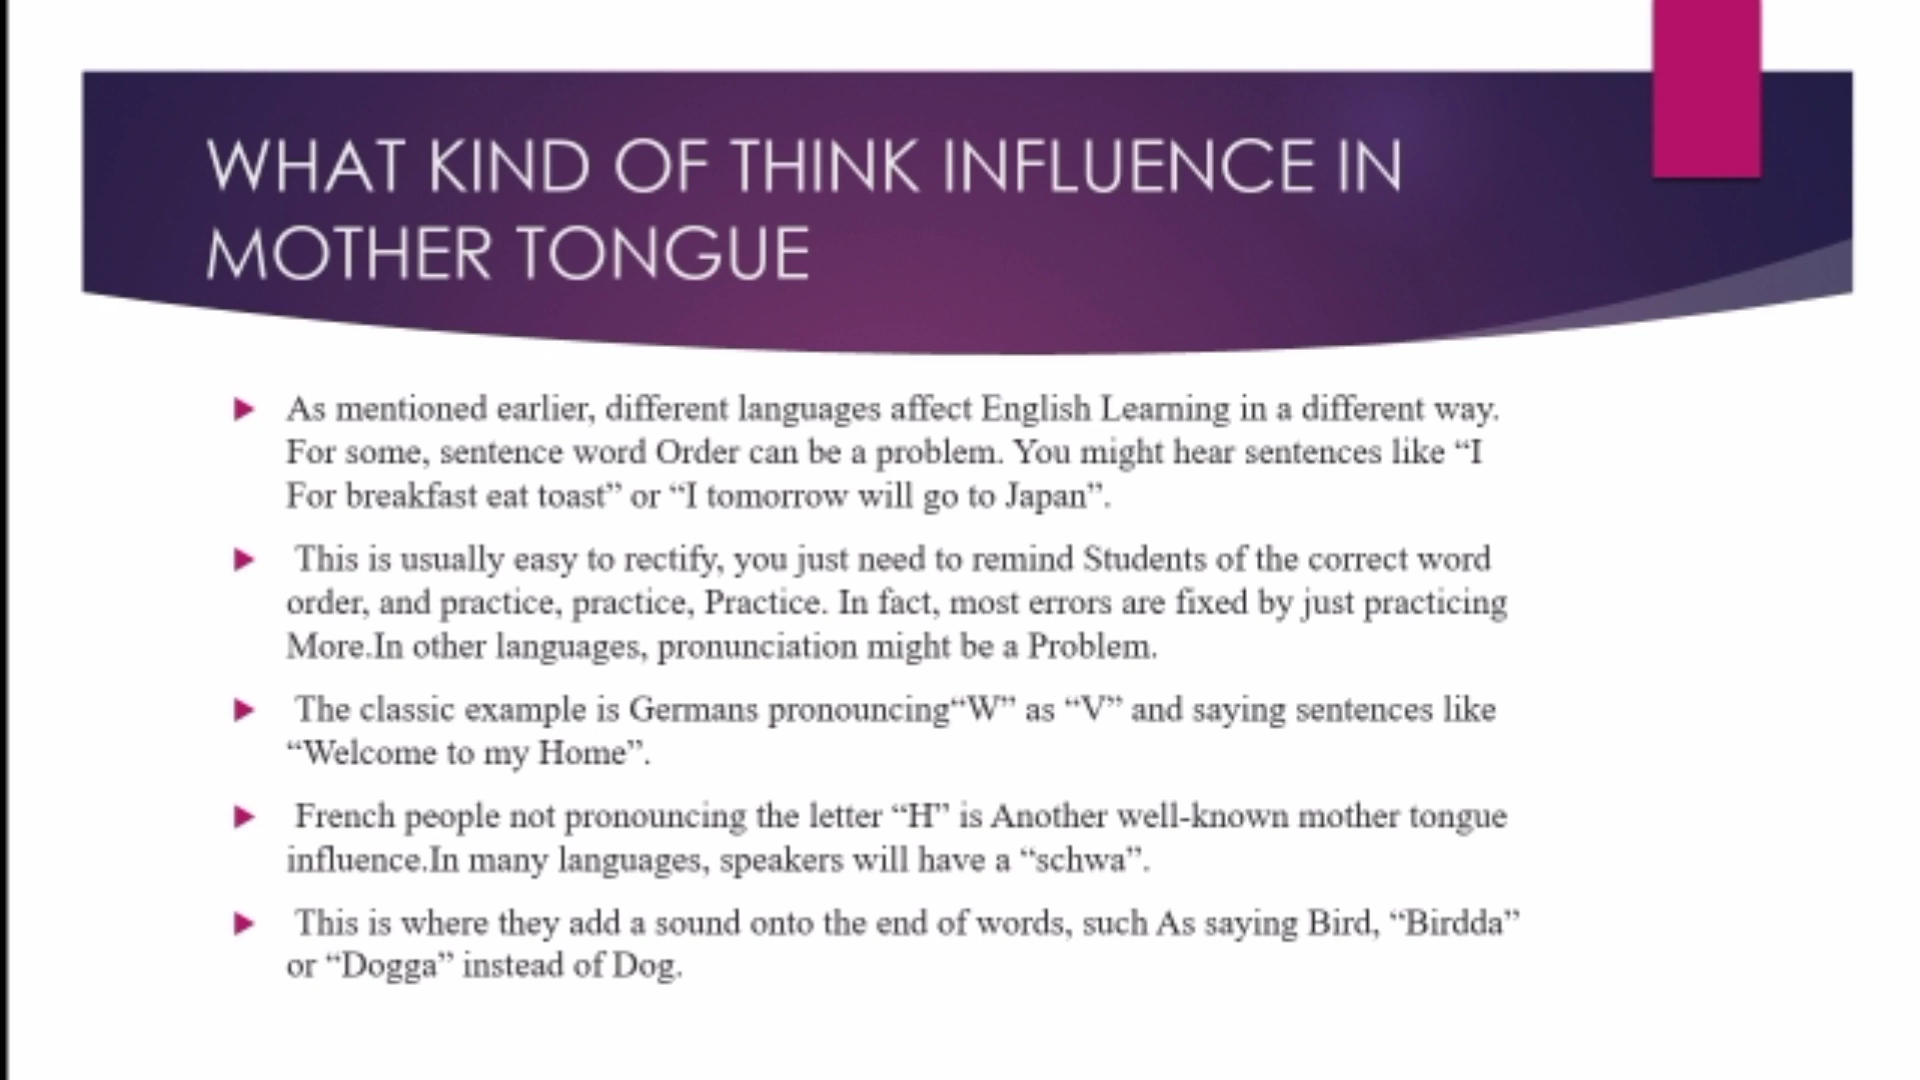 WHAT KIND OF THINK INFLUENCE IN
MOTHER TONGUE
As mentioned earlier, different languages affect English Learning in a different way.
For some, sentence word Order can be a problem. You might hear sentences like “I
For breakfast eat toast” or “I tomorrow will go to Japan”.
This is usually easy to rectify, you just need to remind Students of the correct word
order, and practice, practice, Practice. In fact, most errors are fixed by just practicing
More.In other languages, pronunciation might be a Problem.
The classic example is Germans pronouncing“W” as “V” and saying sentences like
“Welcome to my Home”.
French people not pronouncing the letter “H” is Another well-known mother tongue
influence.In many languages, speakers will have a “schwa”.
This is where they add a sound onto the end of words, such As saying Bird, “Birdda”
or “Dogga” instead of Dog.